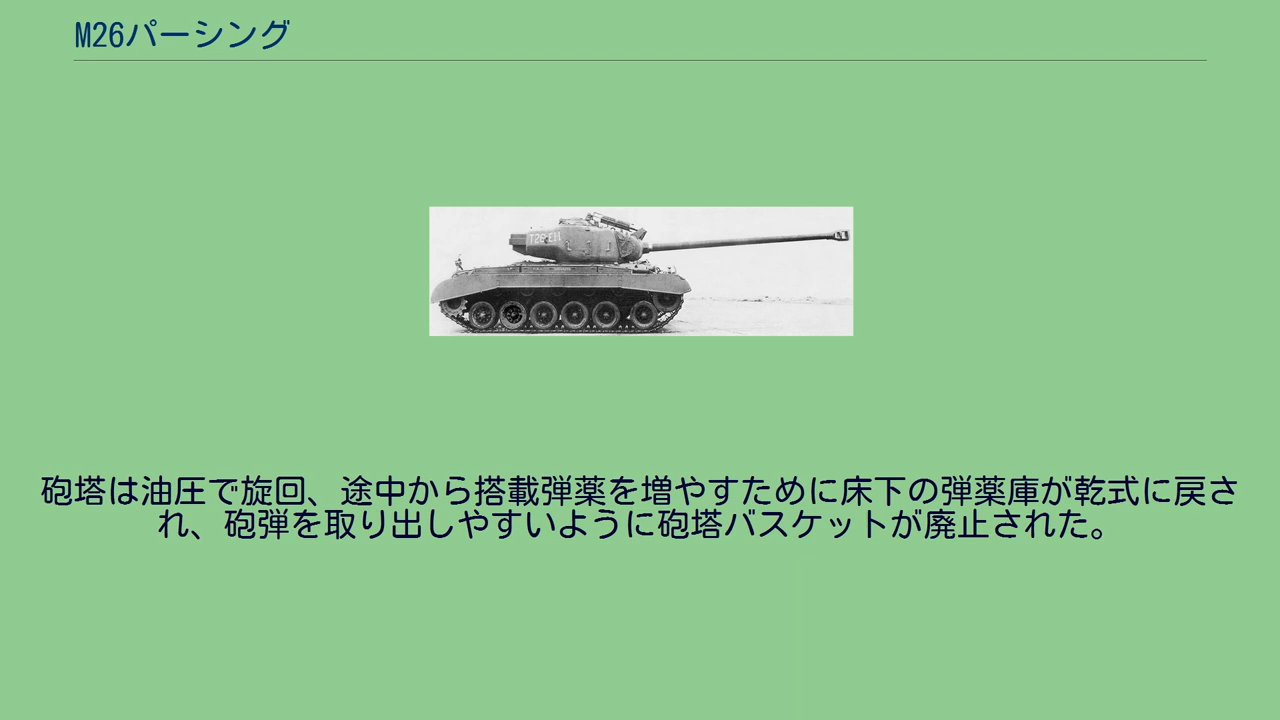 M26パーシング
T26E11
砲塔は油圧で旋回、途中から搭載弾薬を増やすために床下の弾薬庫が乾式に戻さ
れ、砲弾を取り出しやすいように砲塔バスケットが廃止された。